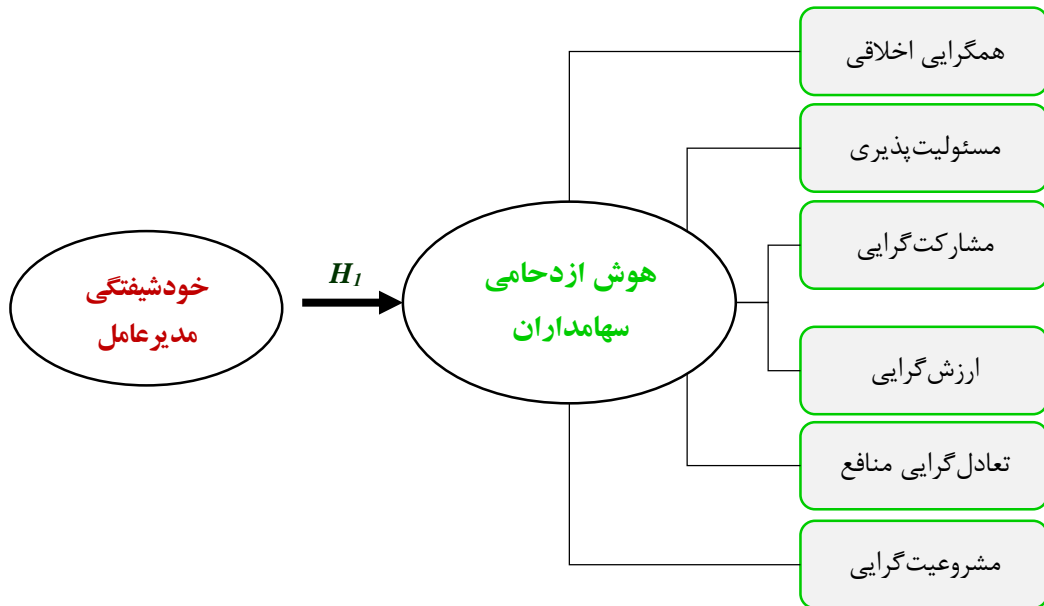 همگرایی اخلاقی
مسئولیت‌پذیری
مشارکت‌گرایی
هوش ازدحامی
سهامداران
H1
خودشیفتگی
مدیرعامل
ارزش‌گرایی
تعادل‌گرایی منافع
مشروعیت‌گرایی